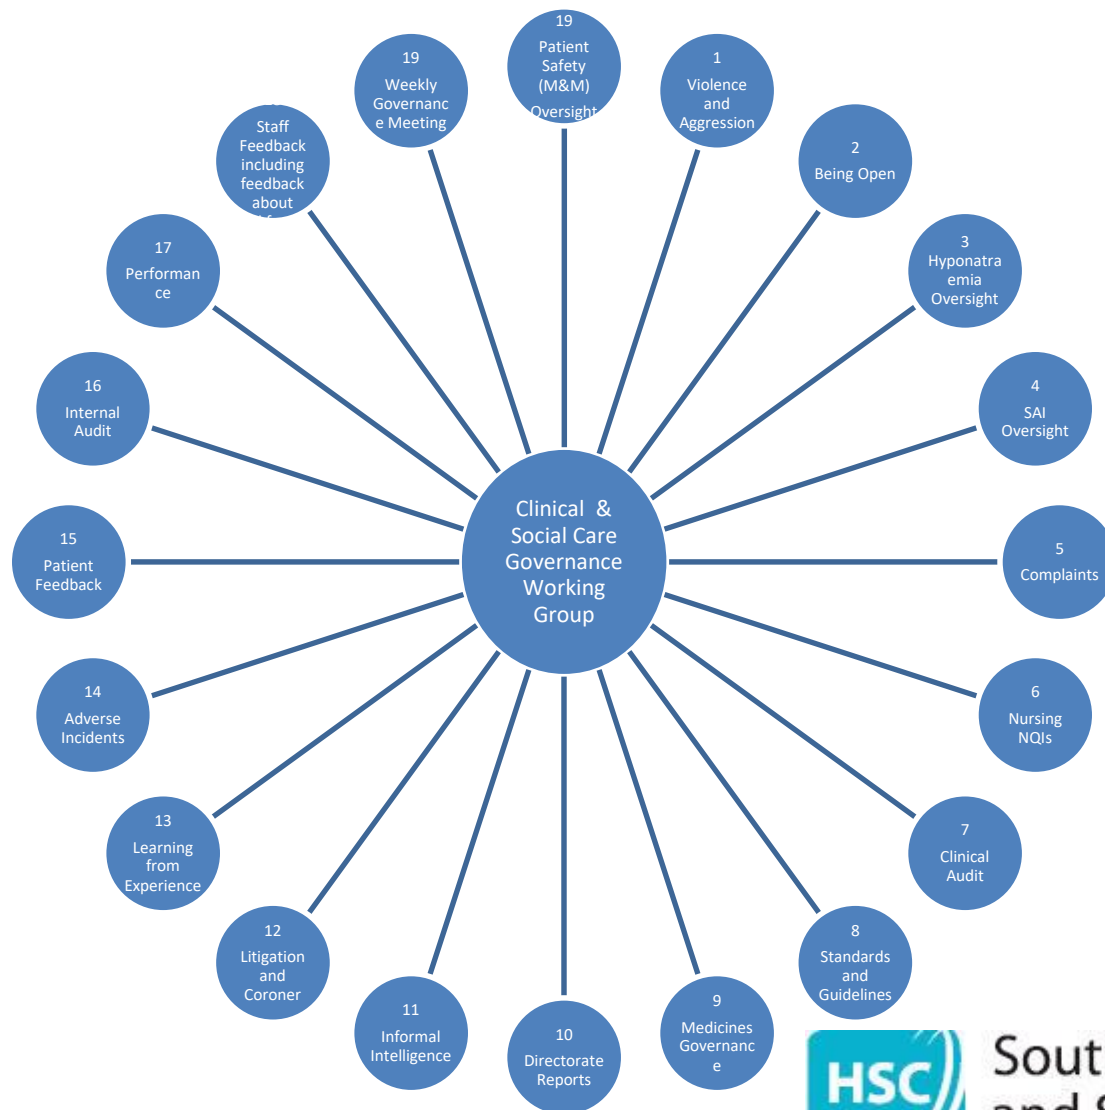 19
Patient
Safety
(M&M)
Oversight
1
Violence
and
Aggression
2
Being Open
3
Hyponatra
emia
Oversight
4
SAI
Oversight
5
Complaints
6
Nursing
NQIs
7
Clinical
Audit
8
Standards
and
Guidelines
9
Medicines
Governanc
e
10
Directorate
Reports
11
Informal
Intelligence
12
Litigation
and
Coroner
13
Learning
from
Experience
14
Adverse
Incidents
15
Patient
Feedback
16
Internal
Audit
17
Performan
ce
Staff
Feedback
including
feedback
about
19
Weekly
Governanc
e Meeting
Clinical &
Social Care
Governance
Working
Group
HSC
Sout
and